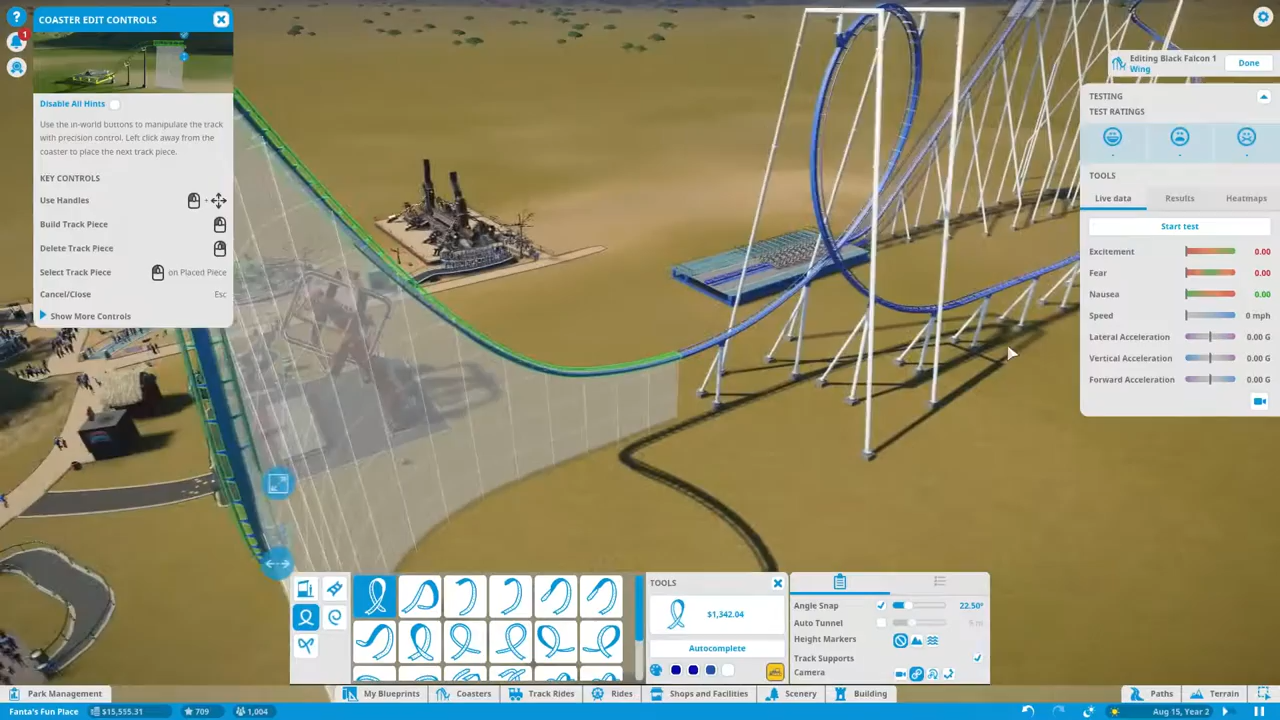 COASTER EDIT CONTROLS
Disable All Hints
Use the in-world buttons to manipulate the track
with precision control. Left click away from the
coaster to place the next track piece.
KEY CONTROLS
Use Handles
Build Track Piece
Delete Track Piece
Select Track Piece on Placed Piece
Cancel/Close Esc
Show More Controls
?
1
Editing Black Falcon 1
Wing
Done
TESTING
TEST RATINGS
- - -
TOOLS
Live data Results Heatmaps
Start test
Excitement 0.00
Fear 0.00
Nausea 0.00
Speed 0 mph
Lateral Acceleration 0.00 G
Vertical Acceleration 0.00 G
Forward Acceleration 0.00 G
TOOLS
$1,342.04
Autocomplete
Angle Snap 22.50°
Auto Tunnel
Height Markers
Track Supports
Camera
Park Management My Blueprints Coasters Track Rides Rides Shops and Facilities Scenery Building Paths Terrain
Fanta's Fun Place $15,555.31 709 1,004 Aug 15, Year 2